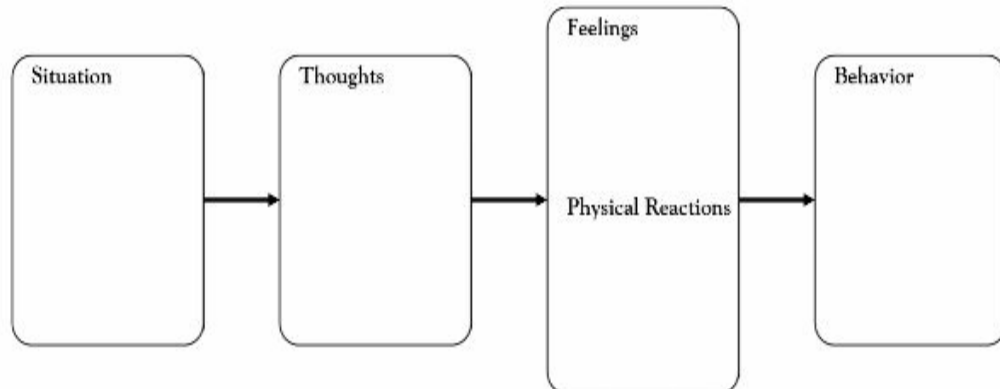 Situation
Thoughts
Feelings
Physical Reactions
Behavior